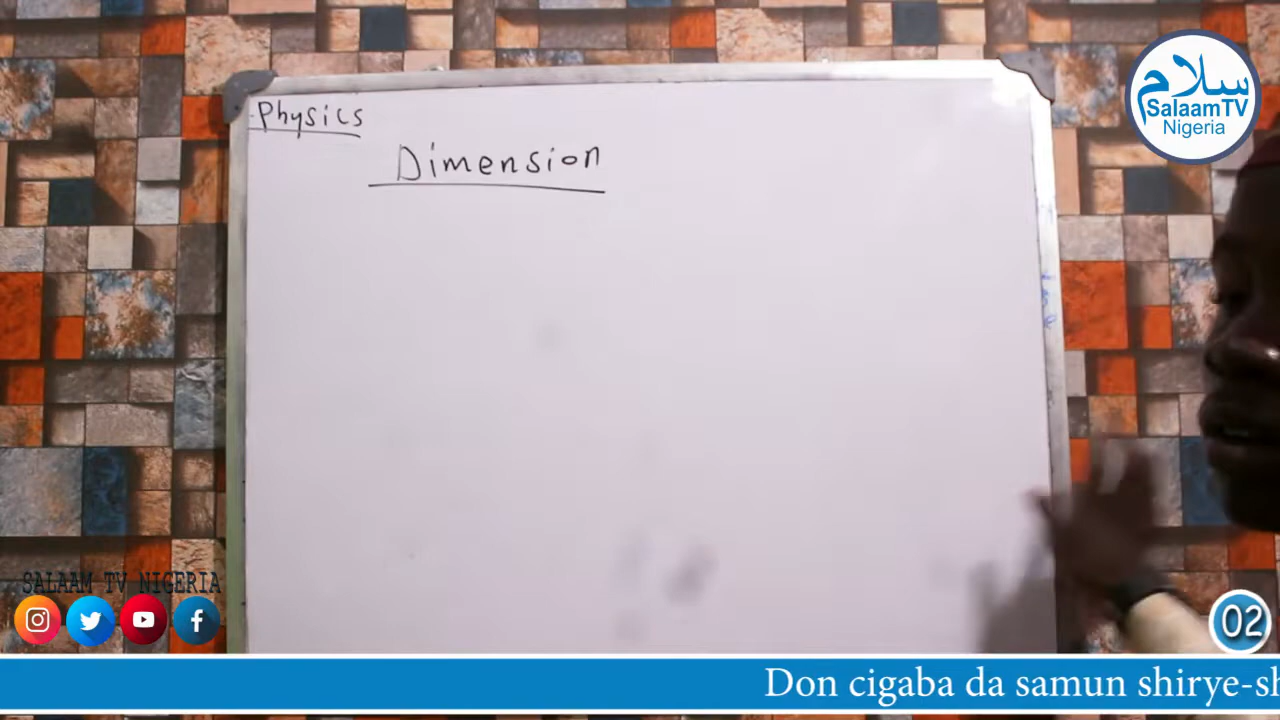 Physics
Dimension
سلام
SalaamTV
Nigeria
SALAAM TV NIGERIA
02
Don cigaba da samun shirye-sh